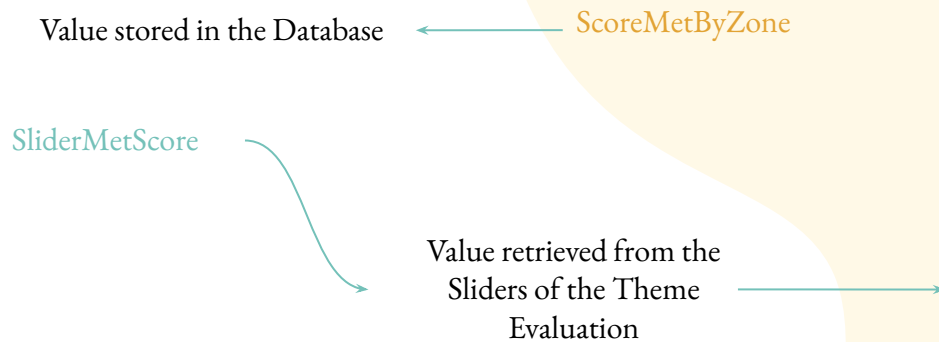 Value stored in the Database
ScoreMetByZone
SliderMetScore
Value retrieved from the
Sliders of the Theme
Evaluation